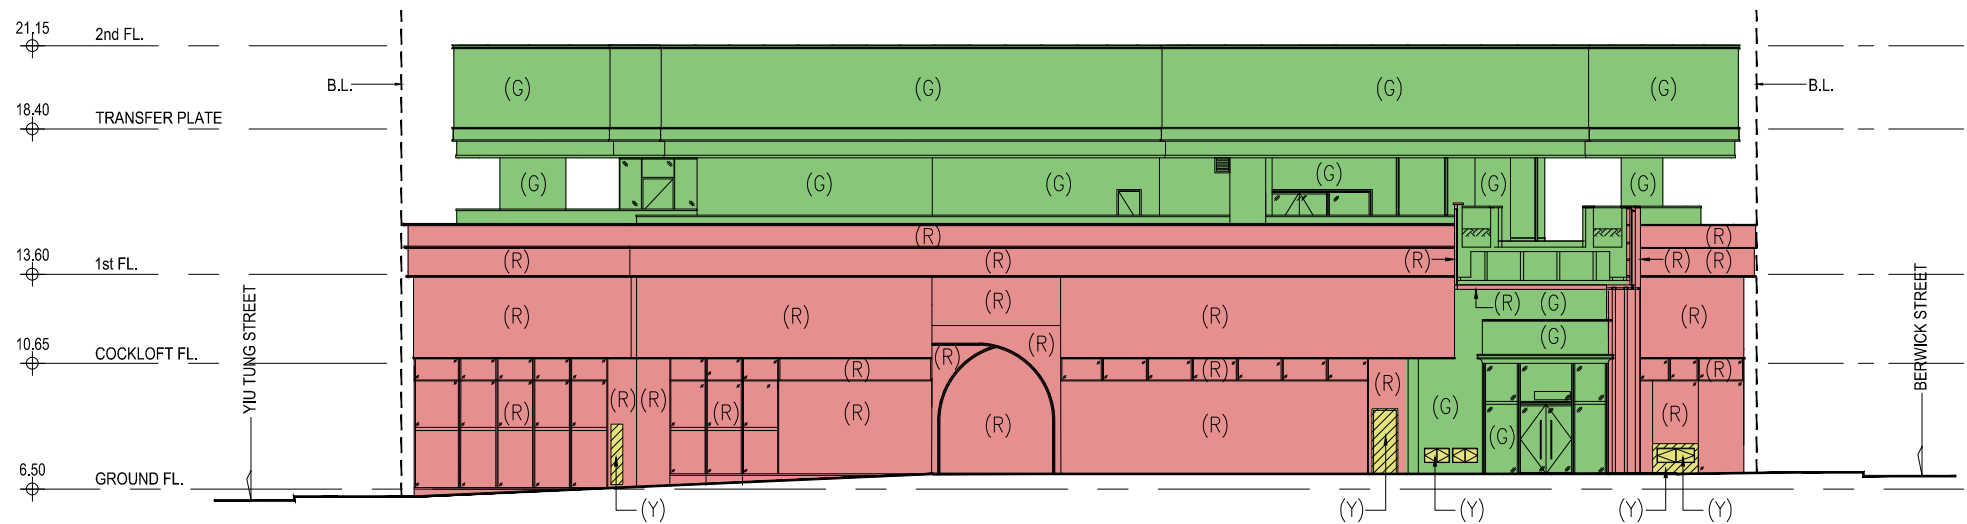 21.15 2nd FL.
B.L. (G) (G) (G) (G) B.L.
18.40 TRANSFER PLATE
(G) (G) (G) (G) (G) (G)
(R) (R)
13.60 1st FL.
(R) (R) (R) (R) (R)
(R) (R) (R) (R) (R) (G) (R)
10.65 COCKLOFT FL.
(G)
(R) (R) (R) (R) (R)
(R) (R) (R) (R) (R) (R) (R) (R) (G) (R)
(G)
YIU TUNG STREET
BERWICK STREET
6.50 GROUND FL.
(Y) (Y) (Y) (Y) (Y)